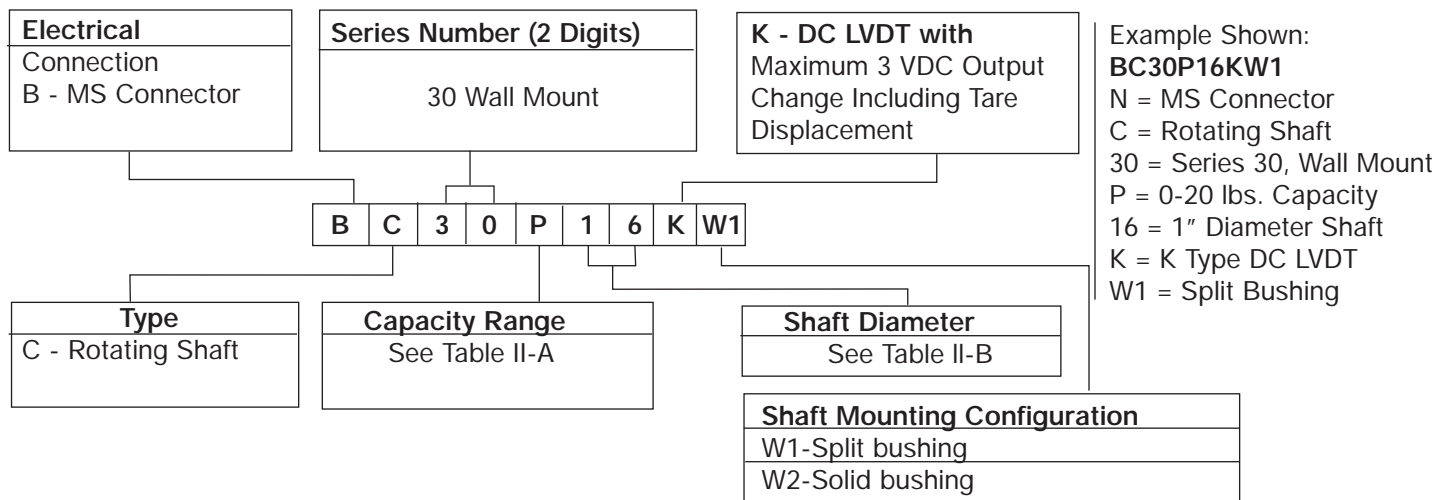 Electrical
Connection
B - MS Connector
Series Number (2 Digits)
30 Wall Mount
K - DC LVDT with
Maximum 3 VDC Output
Change Including Tare
Displacement
Example Shown:
BC30P16KW1
N = MS Connector
C = Rotating Shaft
30 = Series 30, Wall Mount
P = 0-20 lbs. Capacity
16 = 1″ Diameter Shaft
K = K Type DC LVDT
W1 = Split Bushing
B C 3 0 P 1 6 K W1
Type
C - Rotating Shaft
Capacity Range
See Table II-A
Shaft Diameter
See Table II-B
Shaft Mounting Configuration
W1-Split bushing
W2-Solid bushing